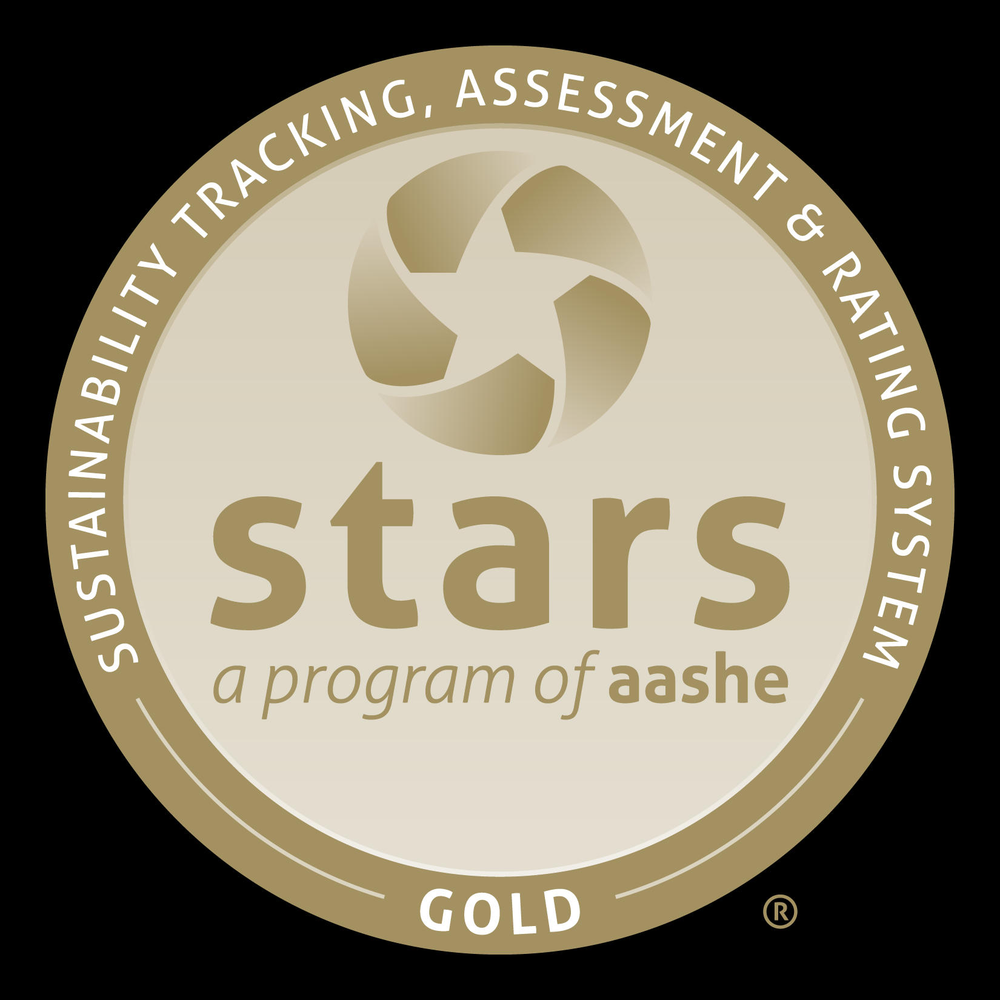 SUSTAINABILITY TRACKING, ASSESSMENT & RATING SYSTEM
stars
a program of aashe
GOLD
®